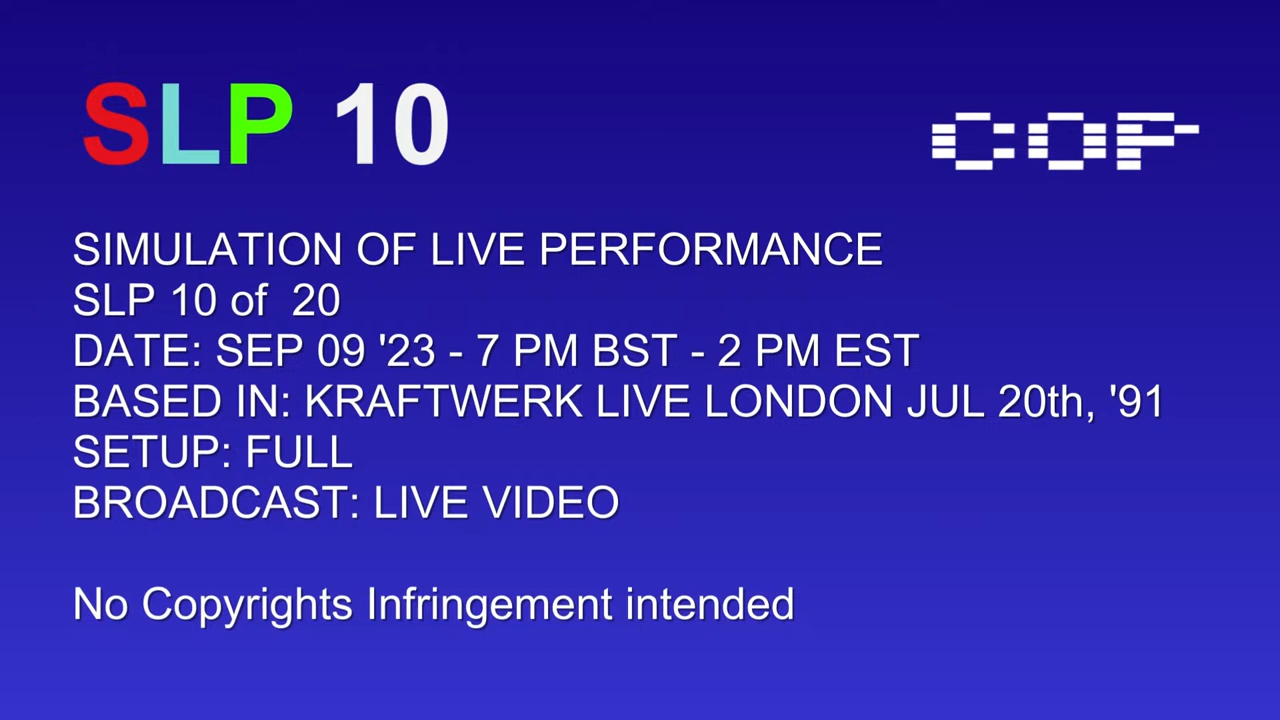 SLP 10
COP
SIMULATION OF LIVE PERFORMANCE
SLP 10 of  20
DATE: SEP 09 '23 - 7 PM BST - 2 PM EST
BASED IN: KRAFTWERK LIVE LONDON JUL 20th, '91
SETUP: FULL
BROADCAST: LIVE VIDEO
No Copyrights Infringement intended